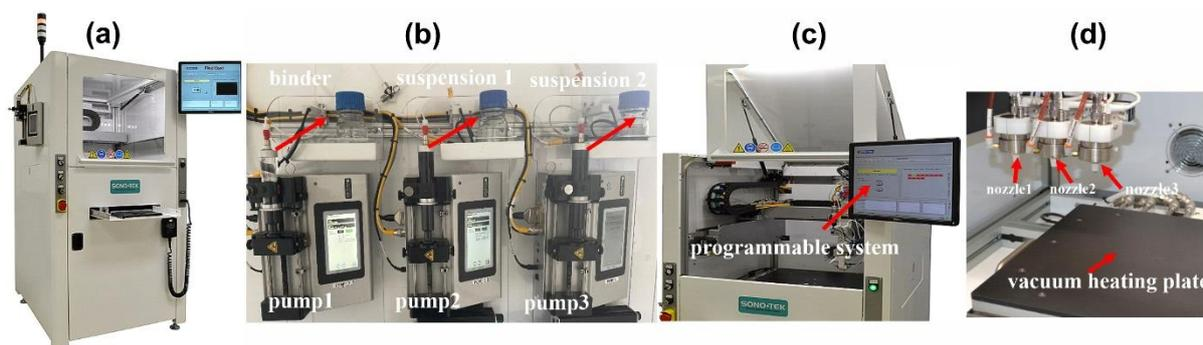 (a)
SONO-TEK
(b)
binder
suspension 1
suspension 2
pump1
pump2
pump3
(c)
programmable system
SONO-TEK
(d)
nozzle1
nozzle2
nozzle3
vacuum heating plate